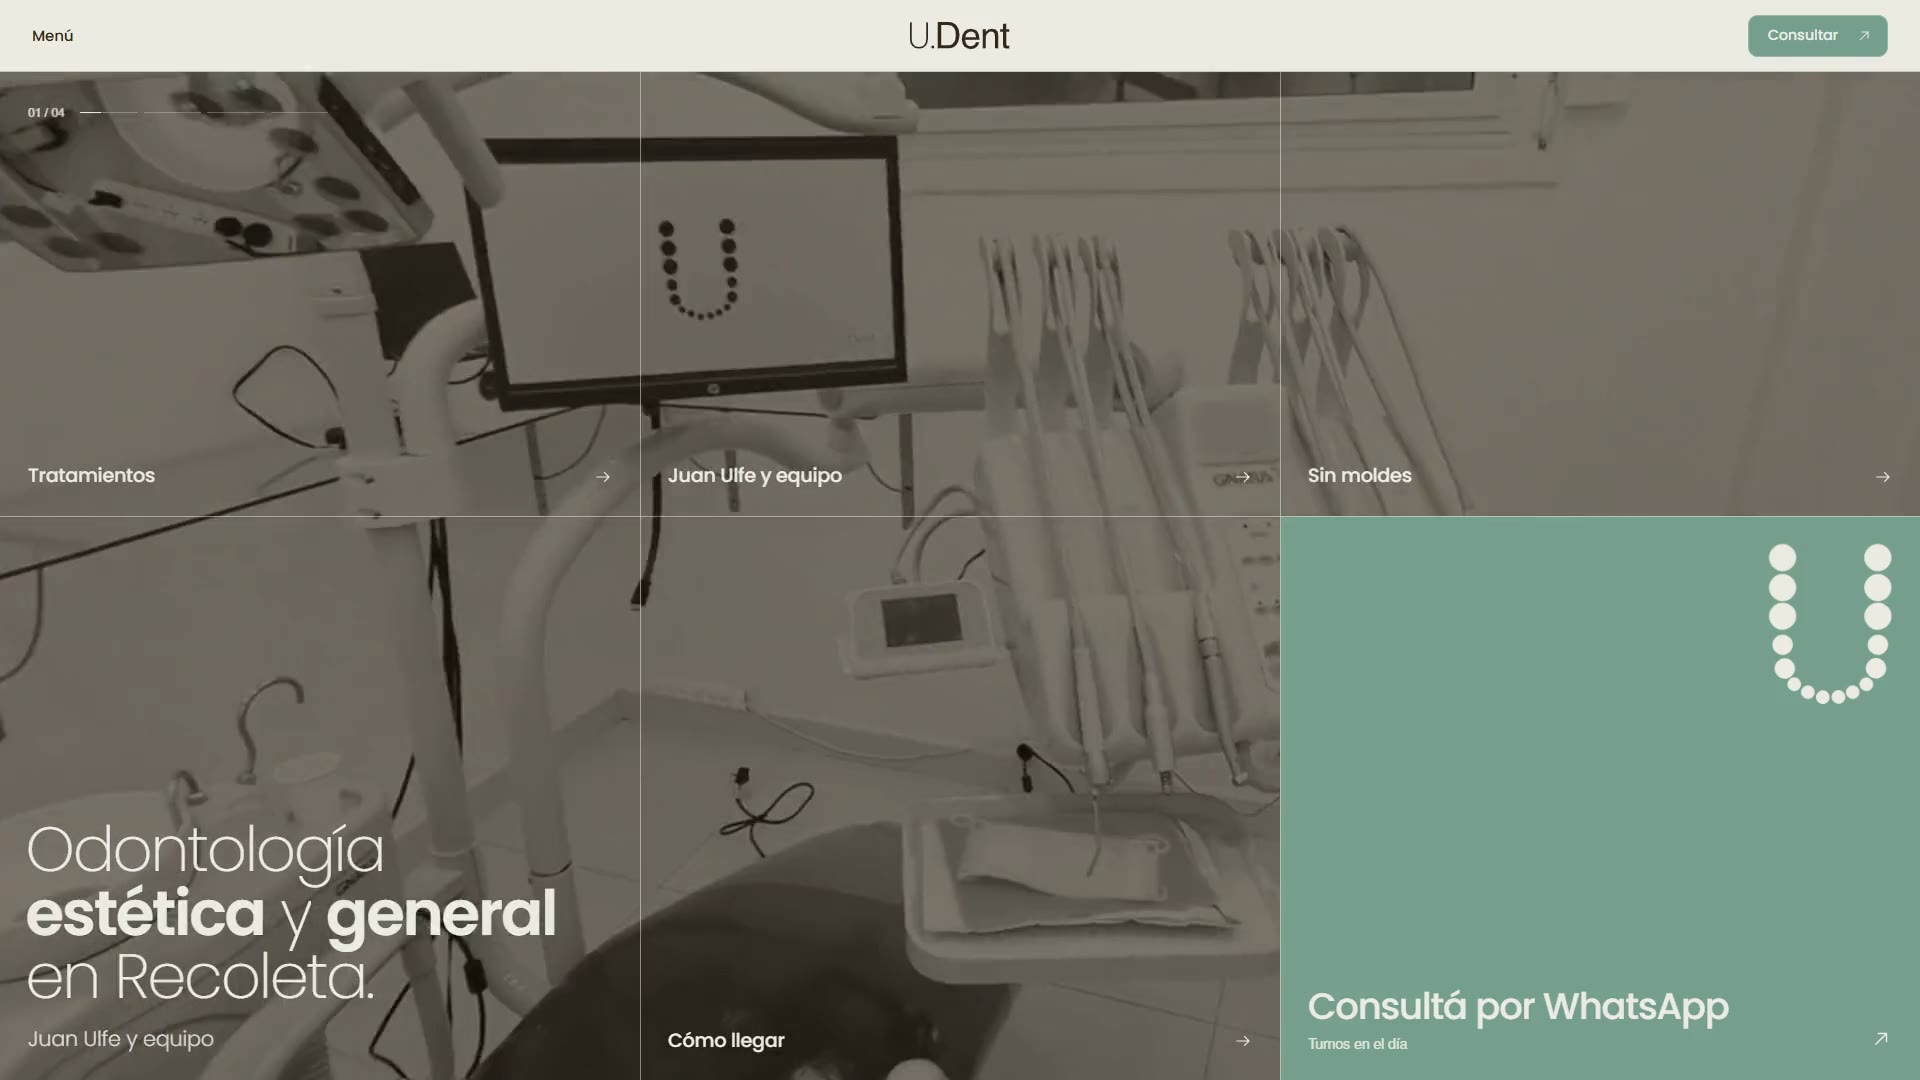 Menú
U.Dent
Consultar
01 / 04
Tratamientos
Juan Ulfe y equipo
Sin moldes
Odontología
estética y general
en Recoleta.
Juan Ulfe y equipo
Cómo llegar
Consultá por WhatsApp
Turnos en el día